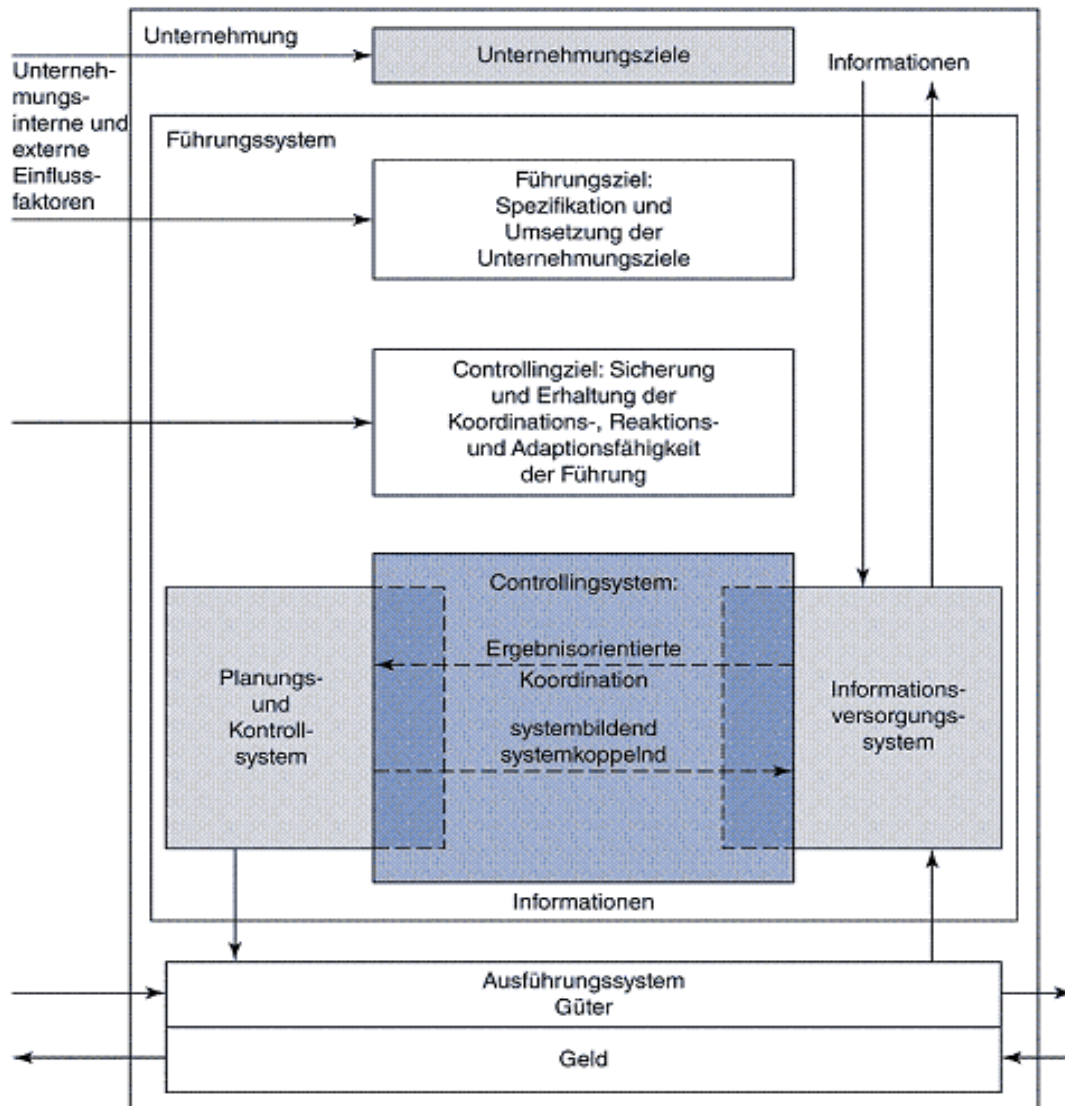 Unternehmung
Unternehmungsziele
Informationen
Unterneh-
mungs-
interne und
externe
Einfluss-
faktoren
Führungssystem
Führungsziel:
Spezifikation und
Umsetzung der
Unternehmungsziele
Controllingziel: Sicherung
und Erhaltung der
Koordinations-, Reaktions-
und Adaptionsfähigkeit
der Führung
Controllingsystem:
Ergebnisorientierte
Koordination
systembildend
systemkoppelnd
Planungs-
und
Kontroll-
system
Informations-
versorgungs-
system
Informationen
Ausführungssystem
Güter
Geld